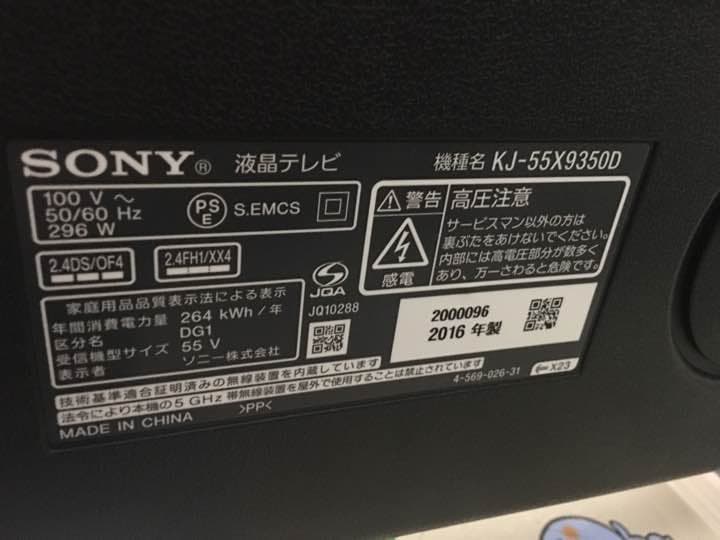 SONY® 液晶テレビ
機種名 KJ-55X9350D
100 V ～
50/60 Hz
296 W
PS
E
S.EMCS
2.4DS/OF4
2.4FH1/XX4
警告 高圧注意
感電
サービスマン以外の方は
裏ぶたをあけないでください。
内部には高電圧部分が数多く
あり、万一さわると危険です。
JQA
JQ10288
家庭用品品質表示法による表示
年間消費電力量 264 kWh/年
区分名 DG1
受信機型サイズ 55 V
表示者 ソニー株式会社
2000096
2016 年製
技術基準適合証明済みの無線装置を内蔵しています
法令により本機の5 GHz 帯無線装置を屋外で使用することは禁止されています
MADE IN CHINA >PP<
4-569-026-31
X23